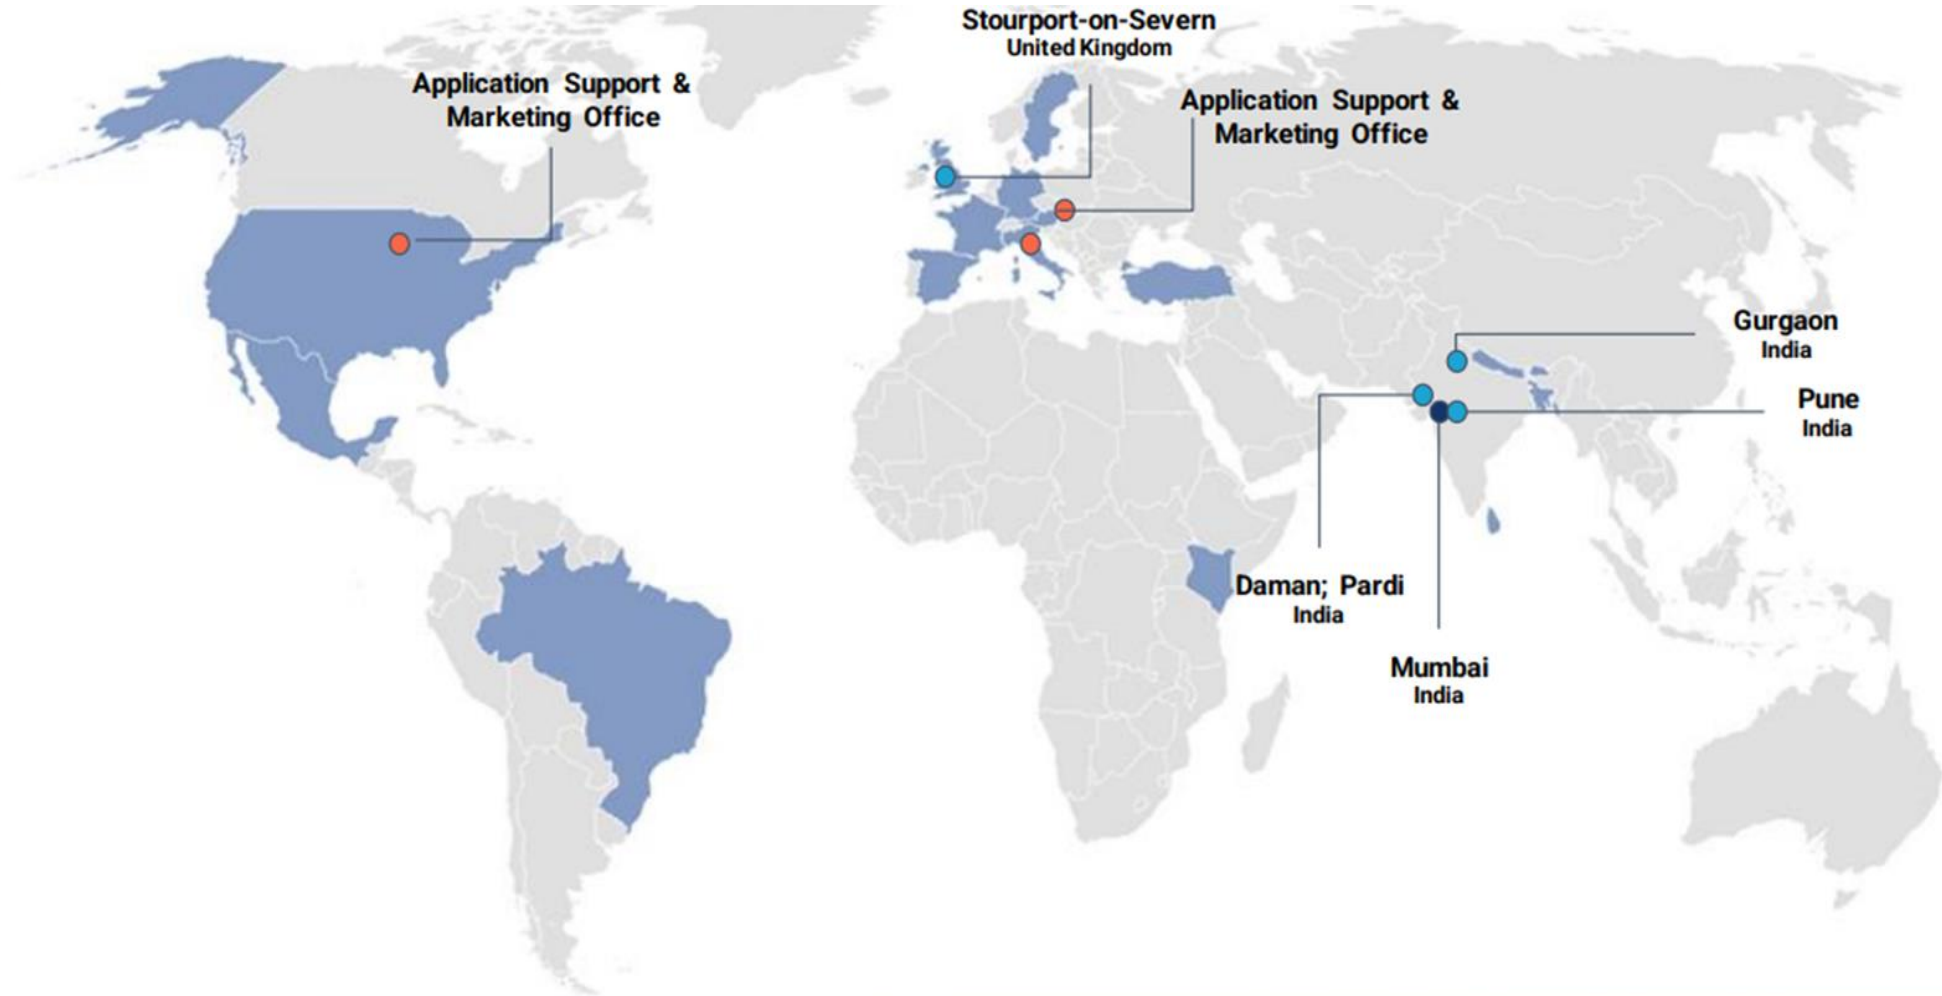 Stourport-on-Severn
United Kingdom
Application Support &
Marketing Office
Application Support &
Marketing Office
Gurgaon
India
Pune
India
Daman; Pardi
India
Mumbai
India